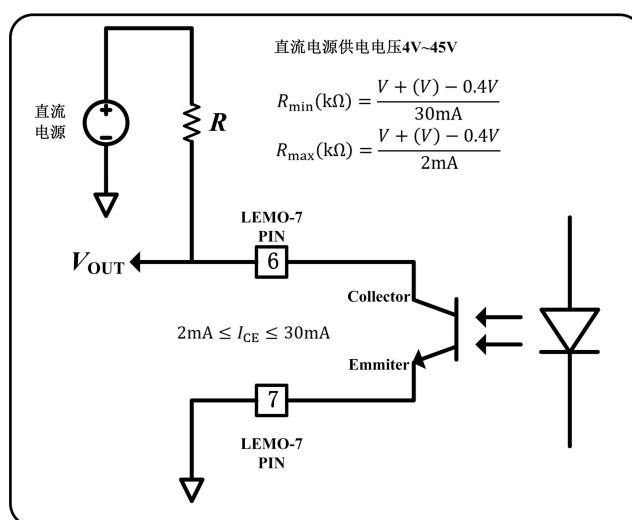 直流电源供电电压4V~45V
R_min(kΩ) = (V + (V) − 0.4V) / 30mA
R_max(kΩ) = (V + (V) − 0.4V) / 2mA
直流
电源
+
−
R
LEMO-7
PIN
V_OUT
6
Collector
2mA ≤ I_CE ≤ 30mA
Emmiter
7
LEMO-7
PIN